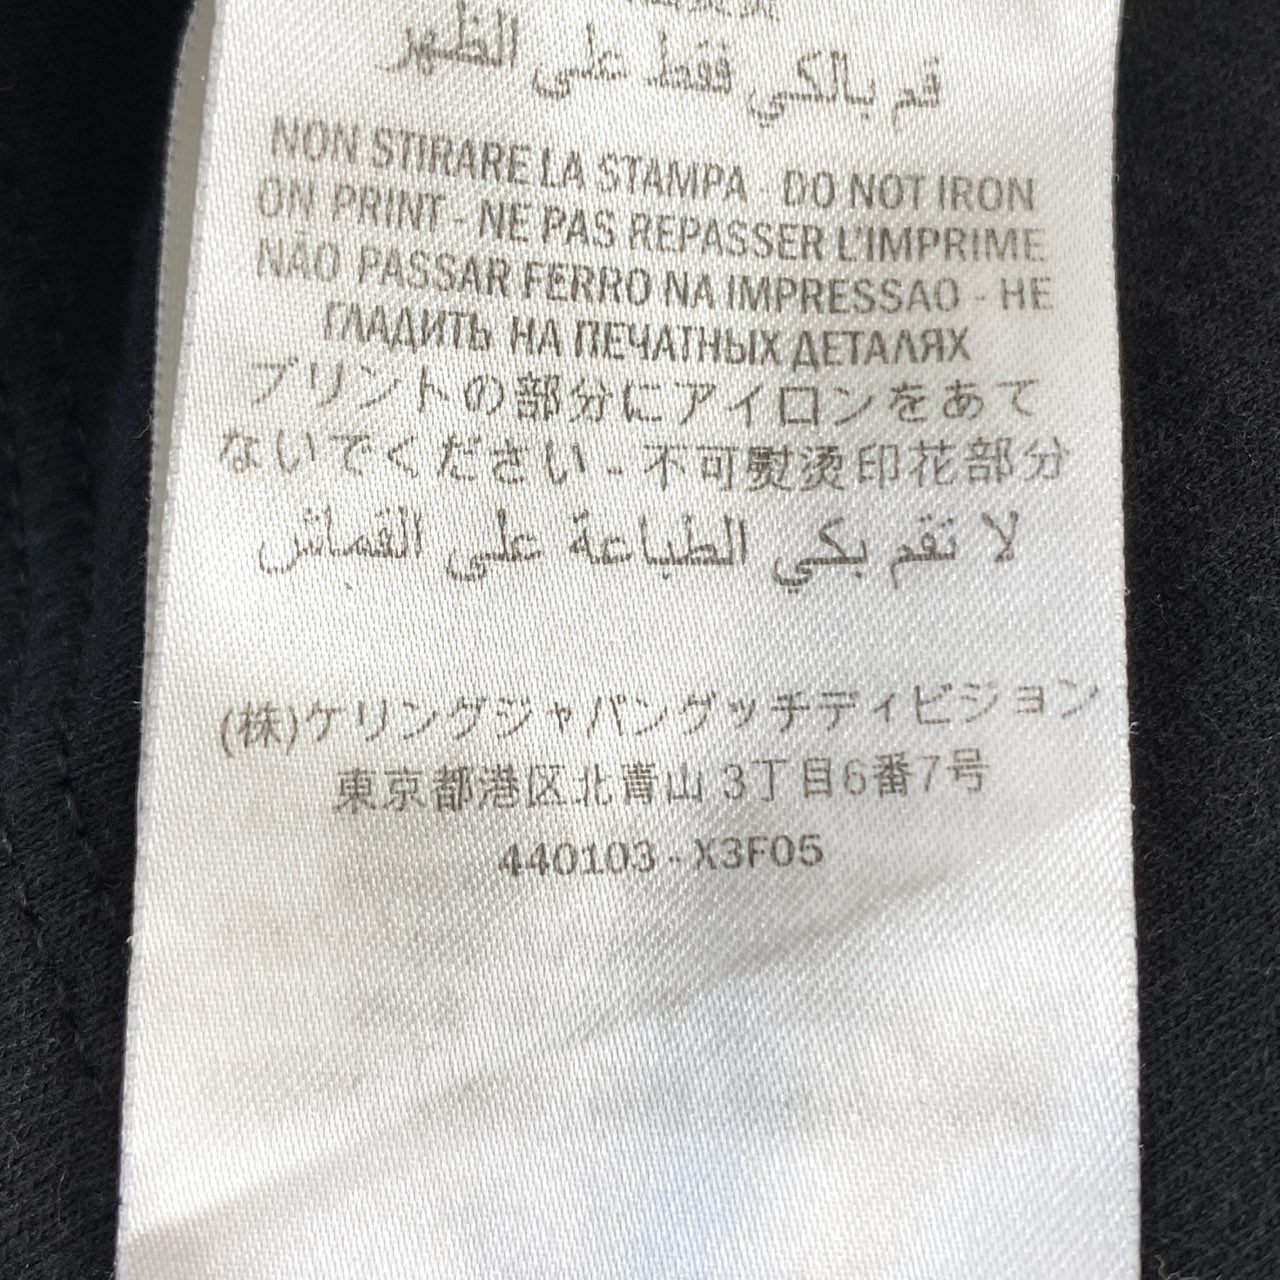 قم بالكي فقط على الظهر
NON STIRARE LA STAMPA - DO NOT IRON
ON PRINT - NE PAS REPASSER L'IMPRIME
NÃO PASSAR FERRO NA IMPRESSAO - НЕ
ГЛАДИТЬ НА ПЕЧАТНЫХ ДЕТАЛЯХ
プリントの部分にアイロンをあて
ないでください - 不可熨烫印花部分
لا تقم بكي الطباعة على القماش
(株)ケリングジャパングッチディビジョン
東京都港区北青山 3丁目6番7号
440103 - X3F05